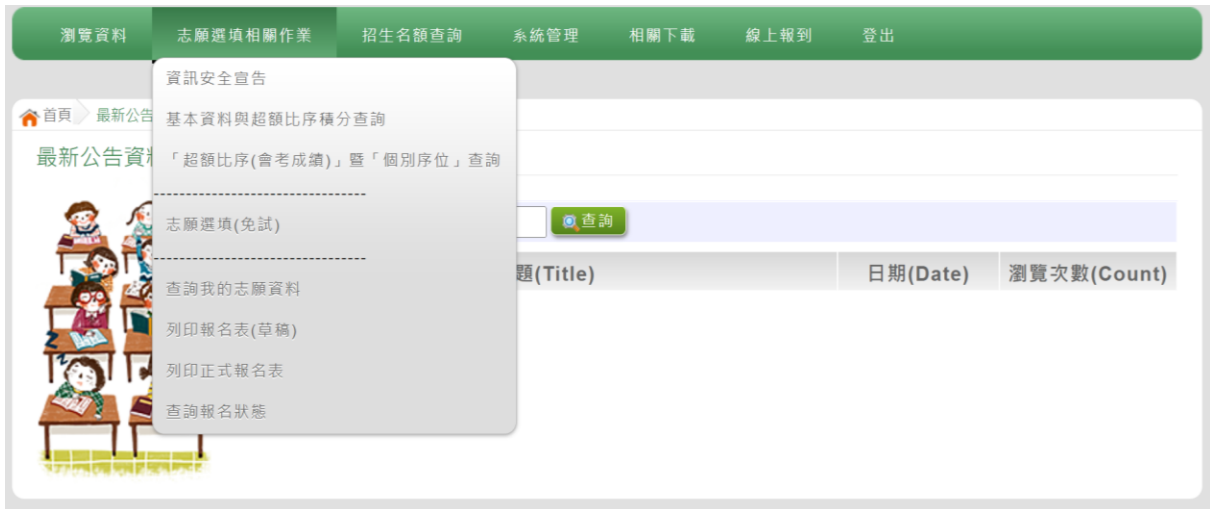 瀏覽資料 志願選填相關作業 招生名額查詢 系統管理 相關下載 線上報到 登出
資訊安全宣告
首頁 最新公告
基本資料與超額比序積分查詢
最新公告資
「超額比序(會考成績)」暨「個別序位」查詢
--------------------------------
志願選填(免試)
查詢
--------------------------------
題(Title) 日期(Date) 瀏覽次數(Count)
查詢我的志願資料
列印報名表(草稿)
列印正式報名表
查詢報名狀態